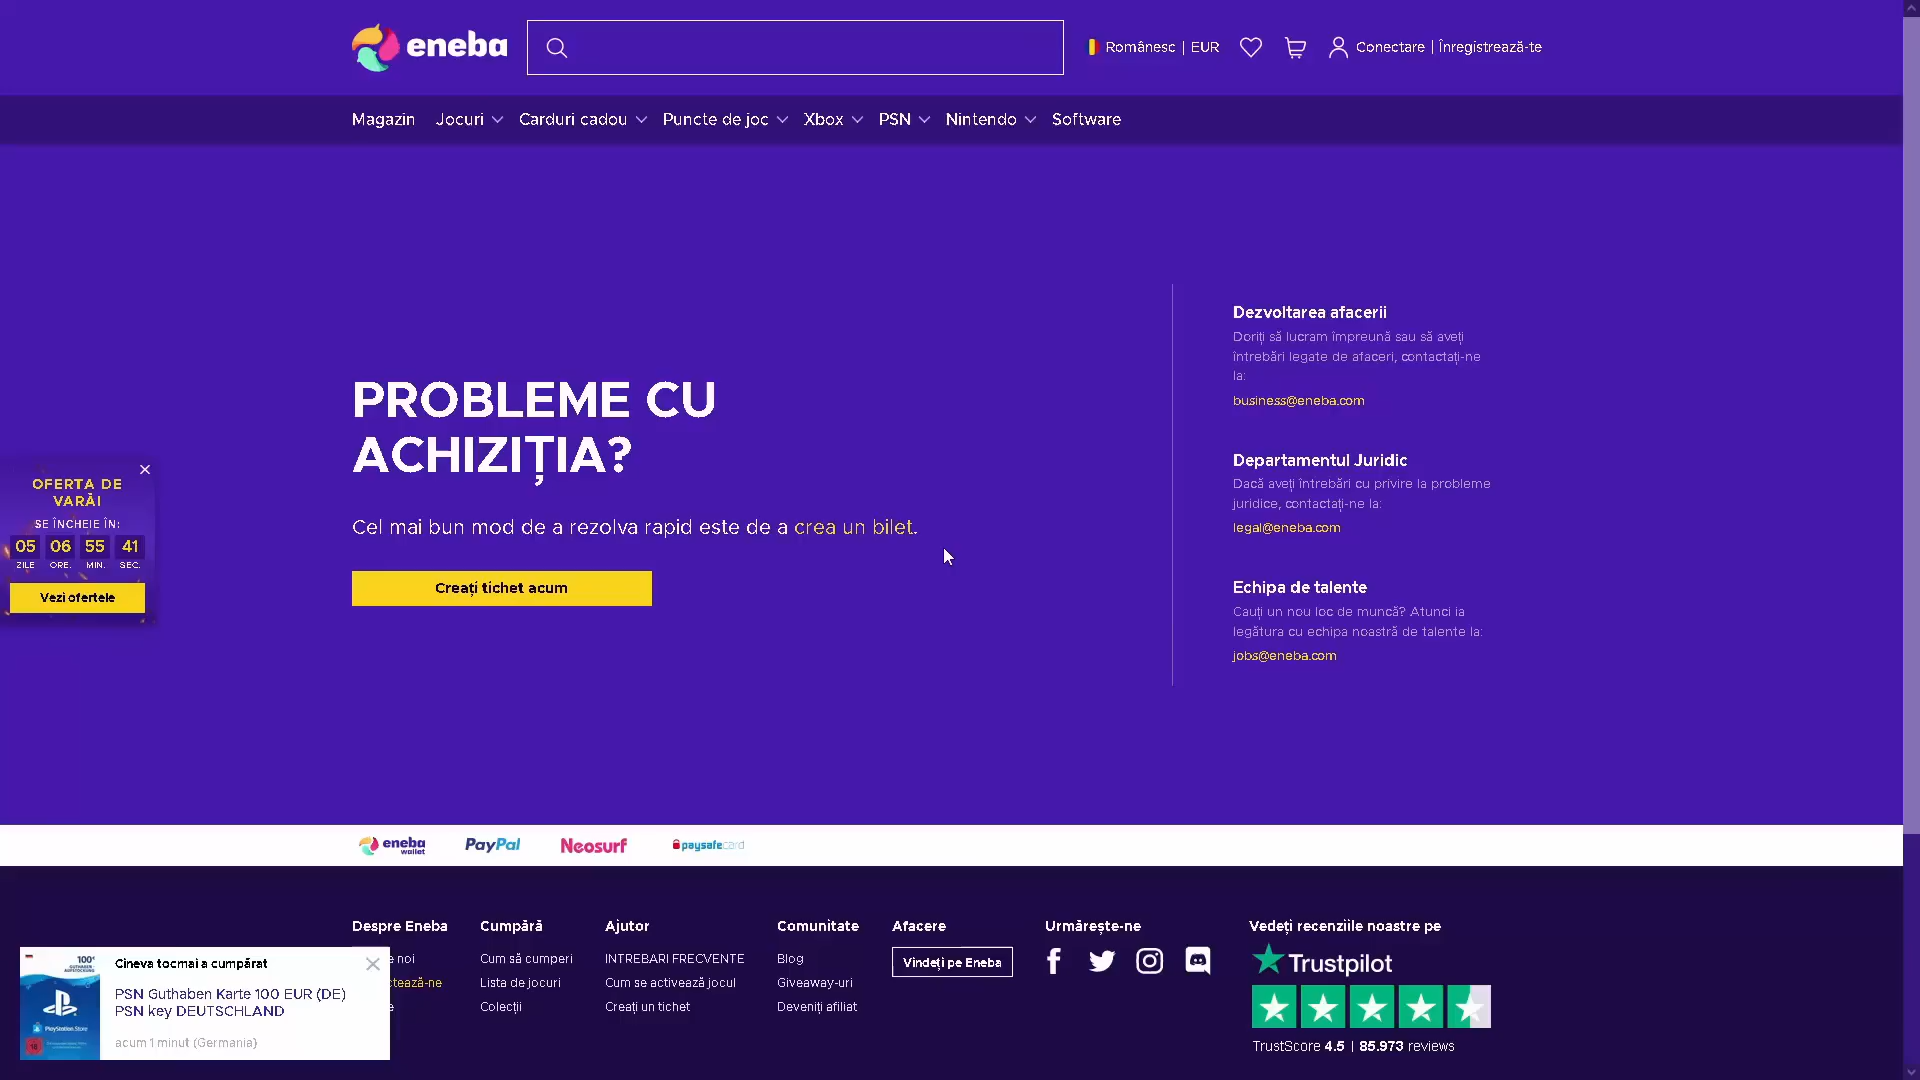 eneba
Românesc | EUR
Conectare | Înregistrează-te
Magazin
Jocuri
Carduri cadou
Puncte de joc
Xbox
PSN
Nintendo
Software
PROBLEME CU
ACHIZIȚIA?
Cel mai bun mod de a rezolva rapid este de a crea un bilet.
Creați tichet acum
Dezvoltarea afacerii
Doriți să lucram împreună sau să aveți
întrebări legate de afaceri, contactați-ne
la:
business@eneba.com
Departamentul Juridic
Dacă aveți întrebări cu privire la probleme
juridice, contactați-ne la:
legal@eneba.com
Echipa de talente
Cauți un nou loc de muncă? Atunci ia
legătura cu echipa noastră de talente la:
jobs@eneba.com
OFERTA DE
VARĂ!
SE ÎNCHEIE ÎN:
05 06 55 41
ZILE ORE. MIN. SEC.
Vezi ofertele
eneba wallet
PayPal
Neosurf
paysafecard
Despre Eneba
e noi
ctează-ne
e
Cumpără
Cum să cumperi
Lista de jocuri
Colecții
Ajutor
INTREBARI FRECVENTE
Cum se activează jocul
Creați un tichet
Comunitate
Blog
Giveaway-uri
Deveniți afiliat
Afacere
Vindeți pe Eneba
Urmărește-ne
Vedeți recenziile noastre pe
Trustpilot
TrustScore 4.5 | 85.973 reviews
100€
PlayStation Store
18
Cineva tocmai a cumpărat
PSN Guthaben Karte 100 EUR (DE)
PSN key DEUTSCHLAND
acum 1 minut (Germania)